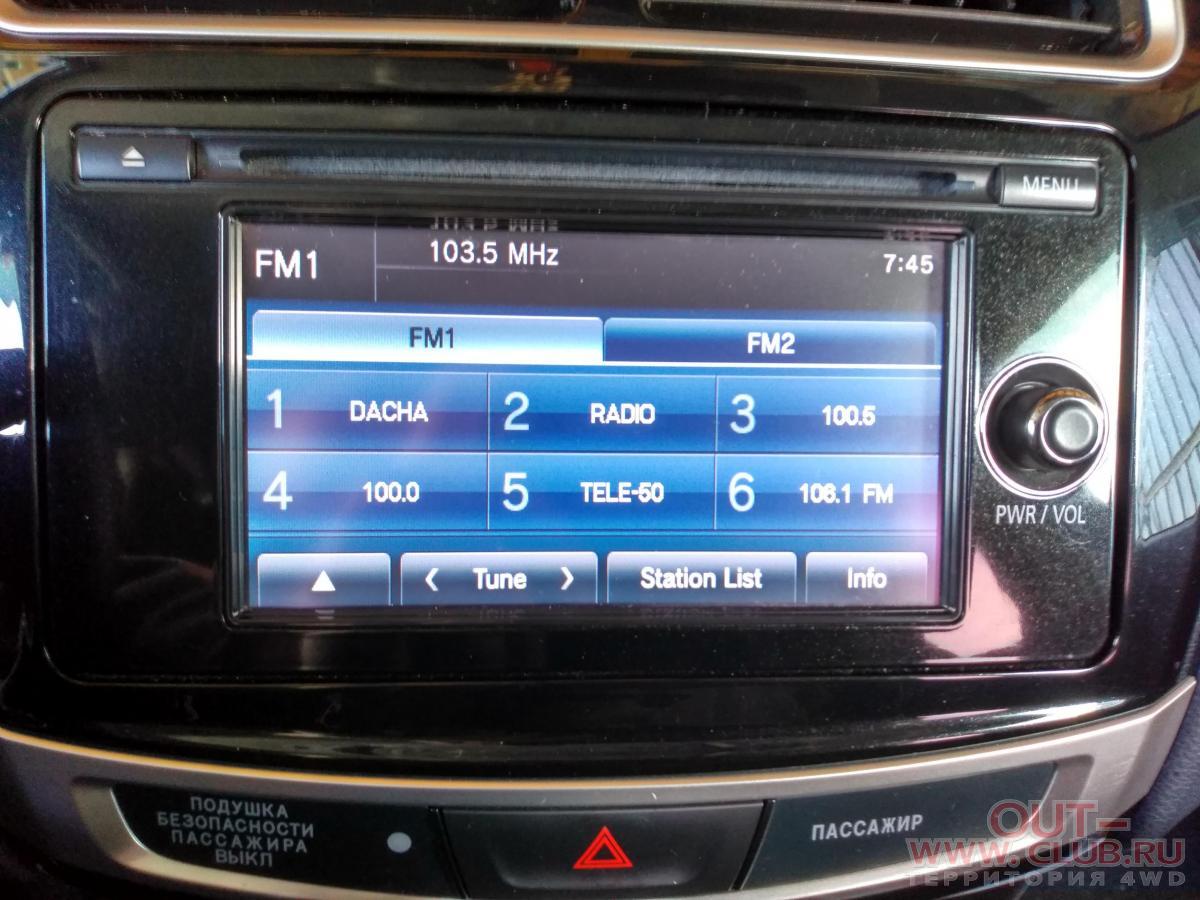 MENU
FM1
103.5 MHz
7:45
FM1
FM2
1 DACHA
2 RADIO
3 100.5
4 100.0
5 TELE-50
6 106.1 FM
Tune
Station List
Info
PWR / VOL
ПОДУШКА
БЕЗОПАСНОСТИ
ПАССАЖИРА
ВЫКЛ
ПАССАЖИР
OUT-
WWW.CLUB.RU
ТЕРРИТОРИЯ 4WD